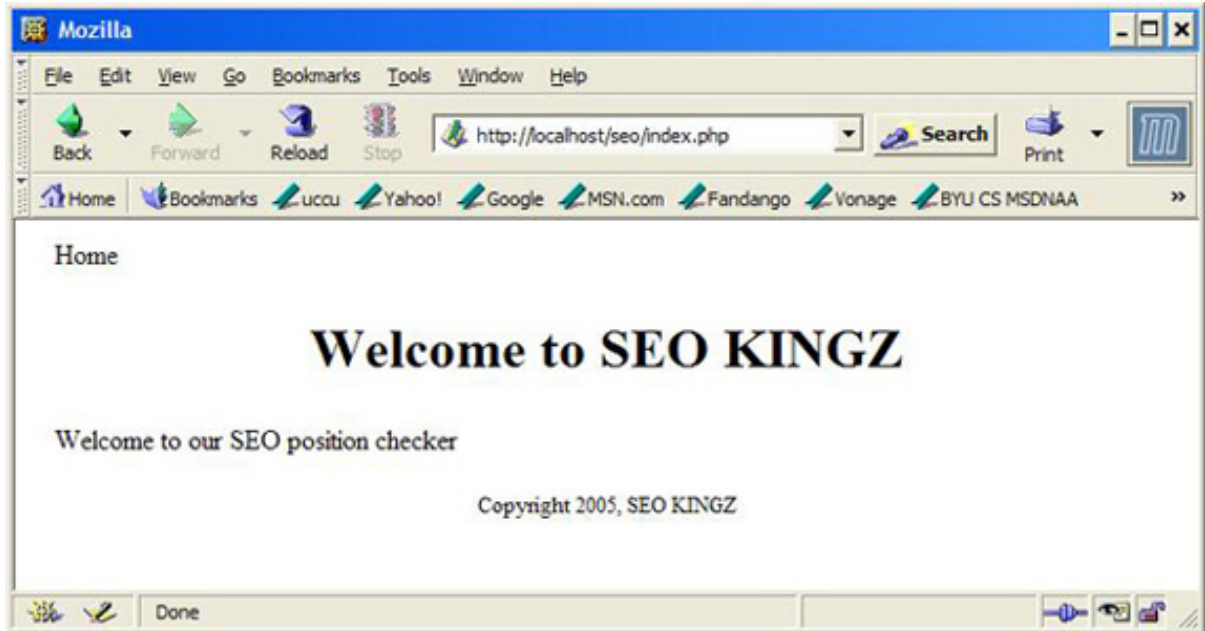 Mozilla
File Edit View Go Bookmarks Tools Window Help
Back Forward Reload Stop http://localhost/seo/index.php Search Print m
Home Bookmarks uccu Yahoo! Google MSN.com Fandango Vonage BYU CS MSDNAA »
Home
Welcome to SEO KINGZ
Welcome to our SEO position checker
Copyright 2005, SEO KINGZ
Done